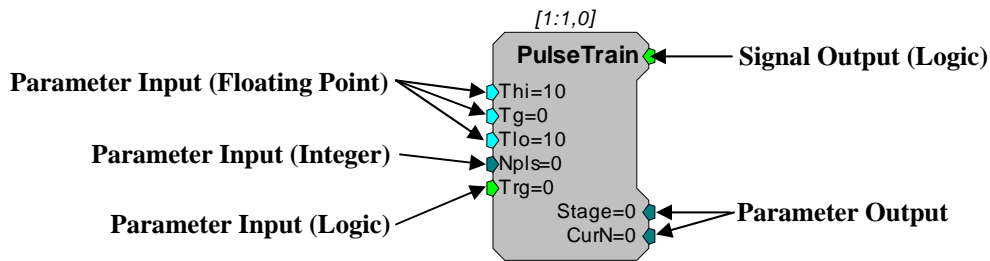 [1:1,0]
PulseTrain
Signal Output (Logic)
Parameter Input (Floating Point)
Thi=10
Tg=0
Tlo=10
Parameter Input (Integer)
Npls=0
Trg=0
Parameter Input (Logic)
Stage=0
Parameter Output
CurN=0